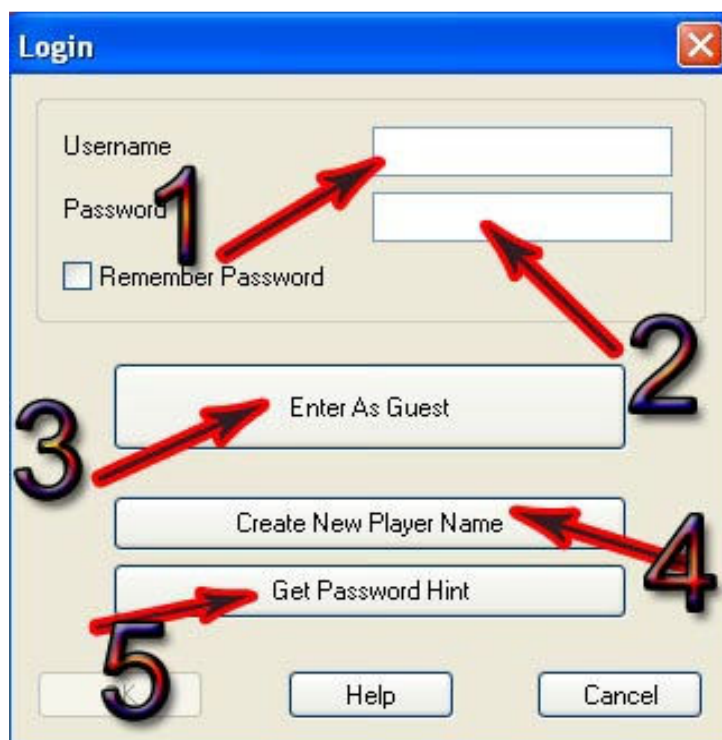 Login
Username
1
Password
2
Remember Password
3
Enter As Guest
Create New Player Name
4
Get Password Hint
5
Help
Cancel